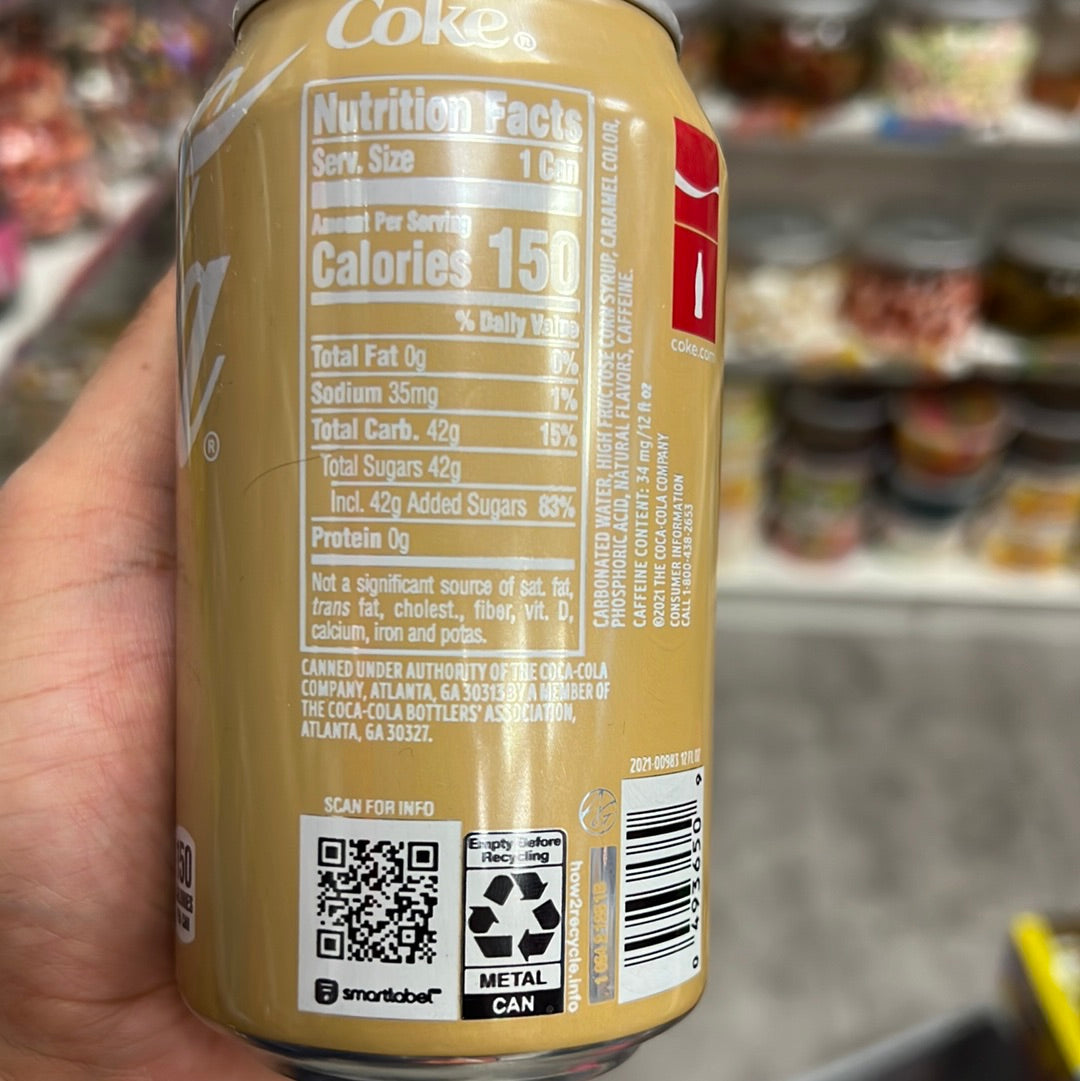 Coke®
Nutrition Facts
Serv. Size 1 Can
Amount Per Serving
Calories 150
% Daily Value
Total Fat 0g 0%
Sodium 35mg 1%
Total Carb. 42g 15%
Total Sugars 42g
Incl. 42g Added Sugars 83%
Protein 0g
Not a significant source of sat. fat,
trans fat, cholest., fiber, vit. D,
calcium, iron and potas.
CANNED UNDER AUTHORITY OF THE COCA-COLA
COMPANY, ATLANTA, GA 30313 BY A MEMBER OF
THE COCA-COLA BOTTLERS' ASSOCIATION,
ATLANTA, GA 30327.
CARBONATED WATER, HIGH FRUCTOSE CORN SYRUP, CARAMEL COLOR,
PHOSPHORIC ACID, NATURAL FLAVORS, CAFFEINE.
CAFFEINE CONTENT: 34 mg/12 fl oz
©2021 THE COCA-COLA COMPANY
CONSUMER INFORMATION
CALL 1-800-438-2653
coke.com
®
SCAN FOR INFO
smartlabel™
Empty Before
Recycling
METAL
CAN
how2recycle.info
2021-00983 12 FL OZ
0 493650 9